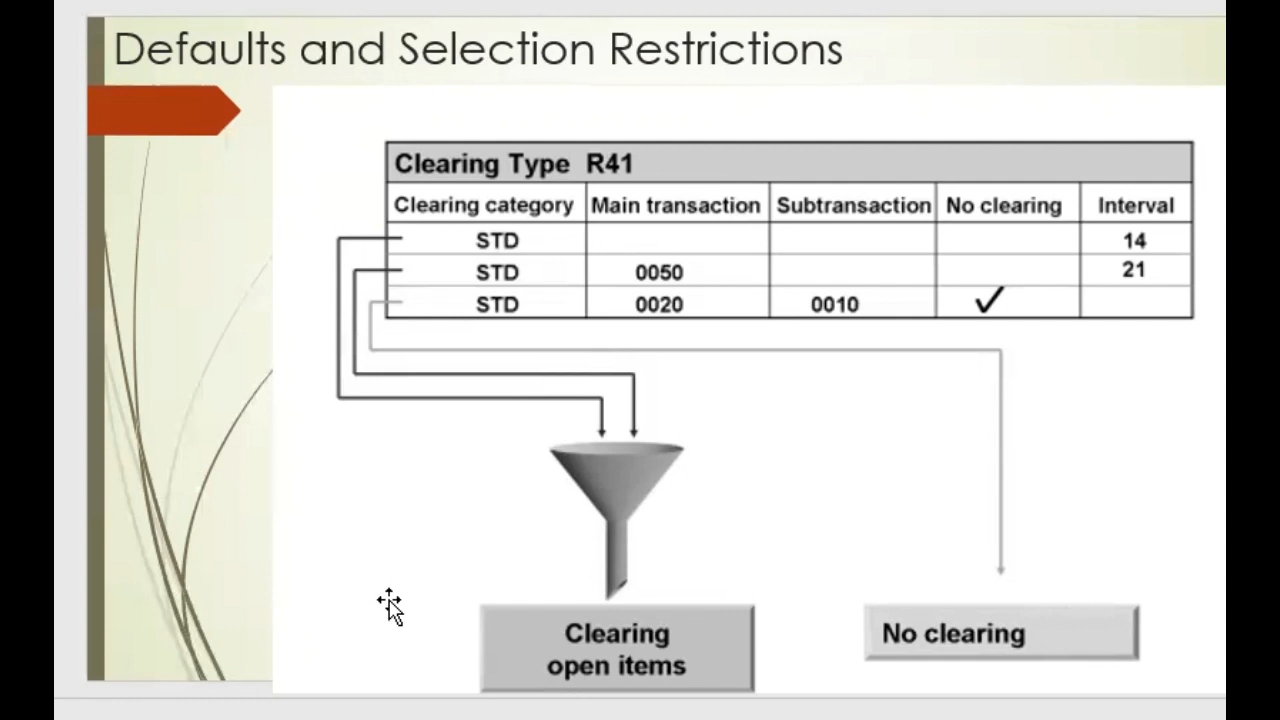 Defaults and Selection Restrictions
Clearing Type R41
Clearing category Main transaction Subtransaction No clearing Interval
STD 14
STD 0050 21
STD 0020 0010 ✓
Clearing
open items
No clearing